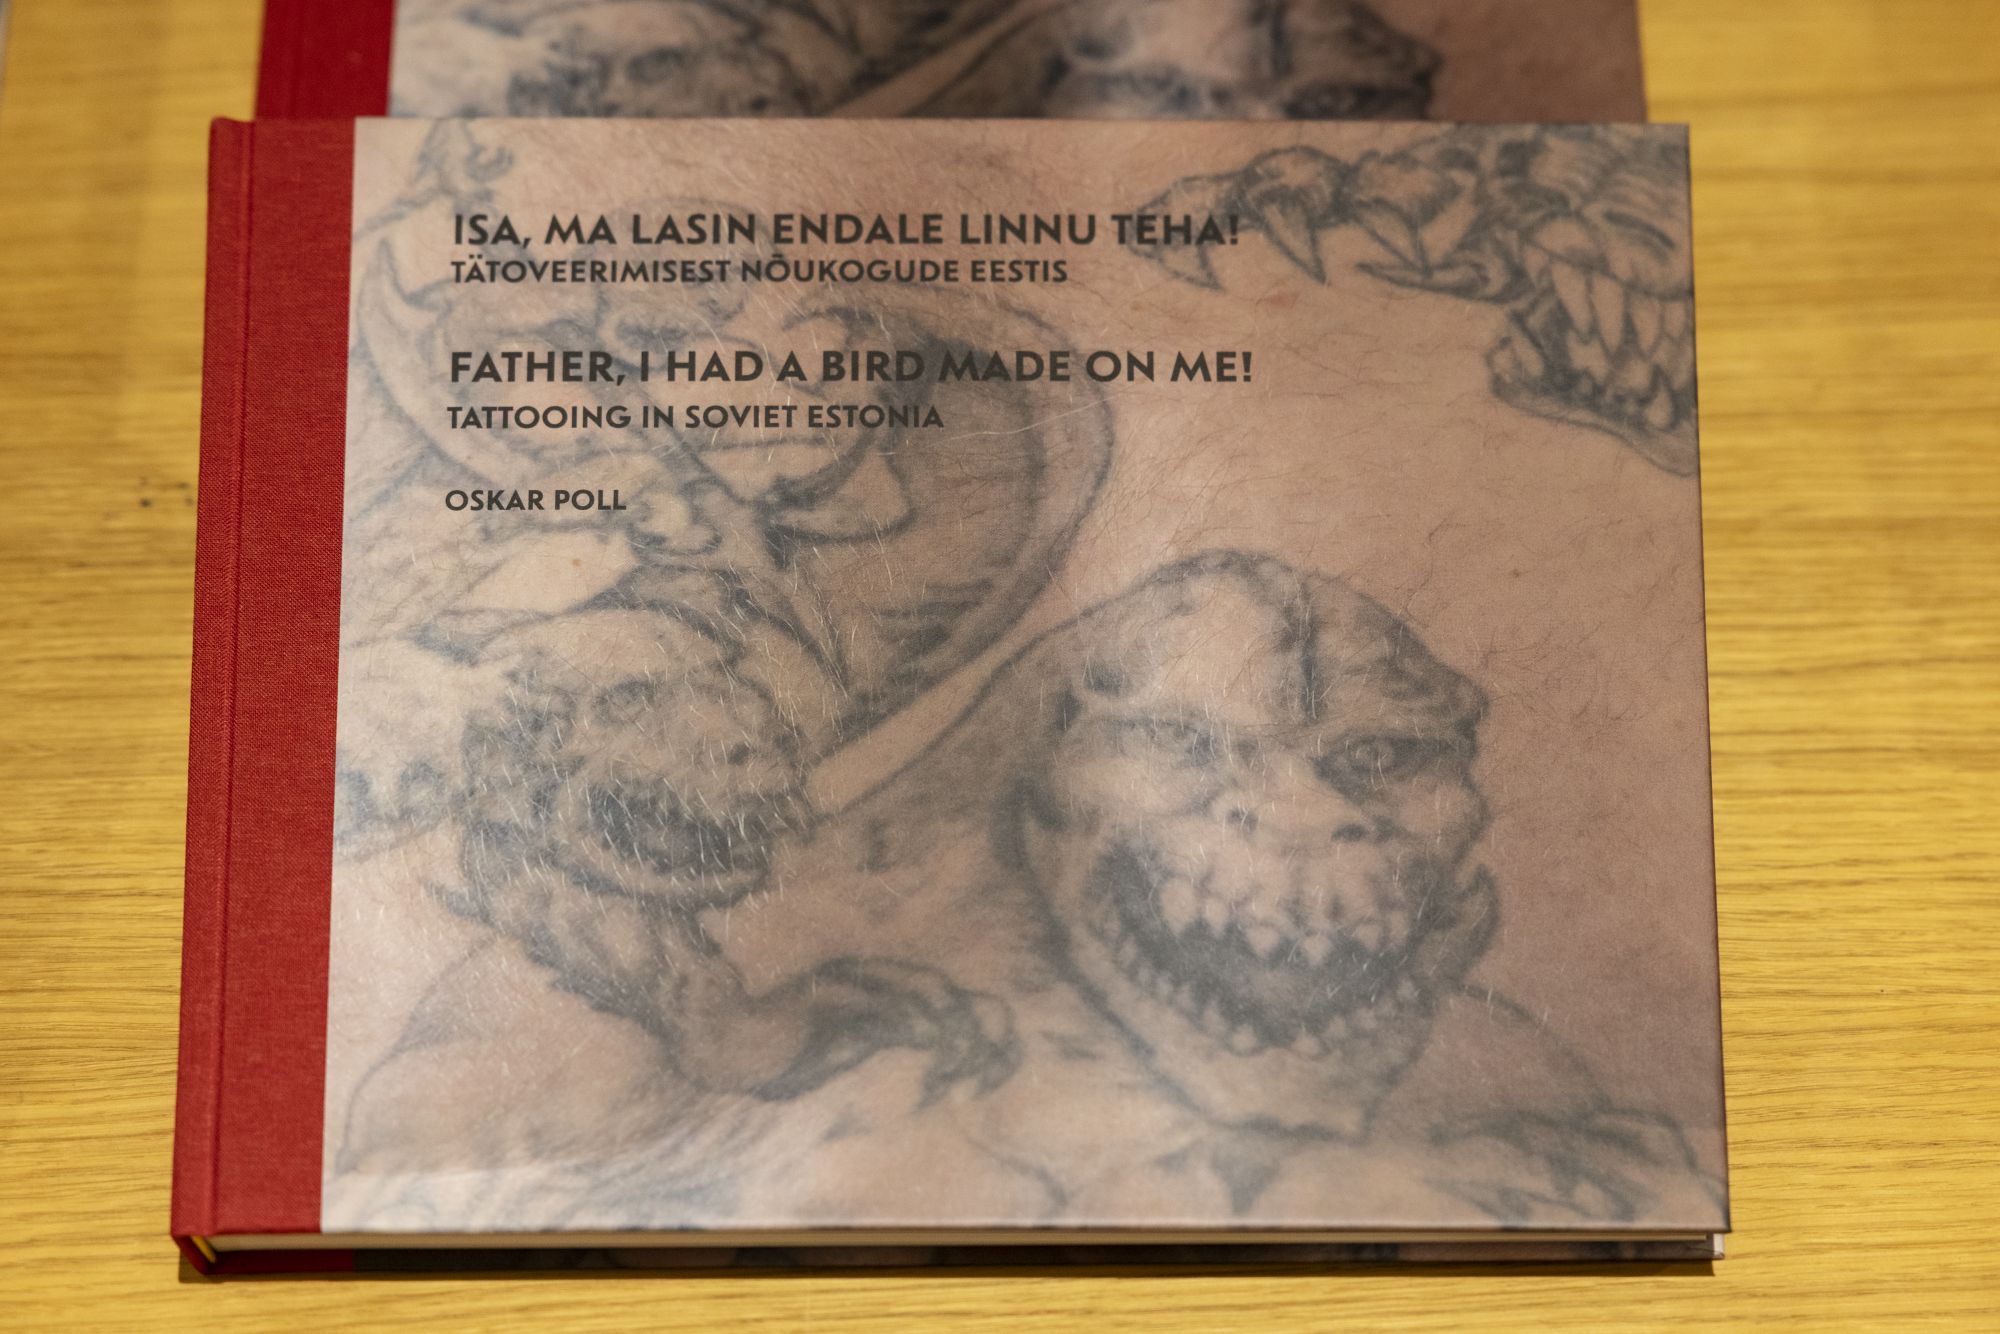 ISA, MA LASIN ENDALE LINNU TEHA!
TÄTOVEERIMISEST NÕUKOGUDE EESTIS
FATHER, I HAD A BIRD MADE ON ME!
TATTOOING IN SOVIET ESTONIA
OSKAR POLL